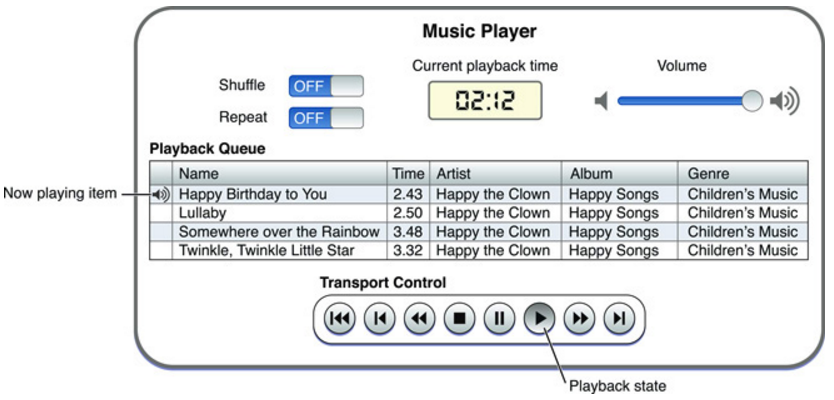 Music Player
Current playback time
Volume
Shuffle OFF
02:12
Repeat OFF
Playback Queue
Name Time Artist Album Genre
Now playing item
Happy Birthday to You 2.43 Happy the Clown Happy Songs Children's Music
Lullaby 2.50 Happy the Clown Happy Songs Children's Music
Somewhere over the Rainbow 3.48 Happy the Clown Happy Songs Children's Music
Twinkle, Twinkle Little Star 3.32 Happy the Clown Happy Songs Children's Music
Transport Control
Playback state